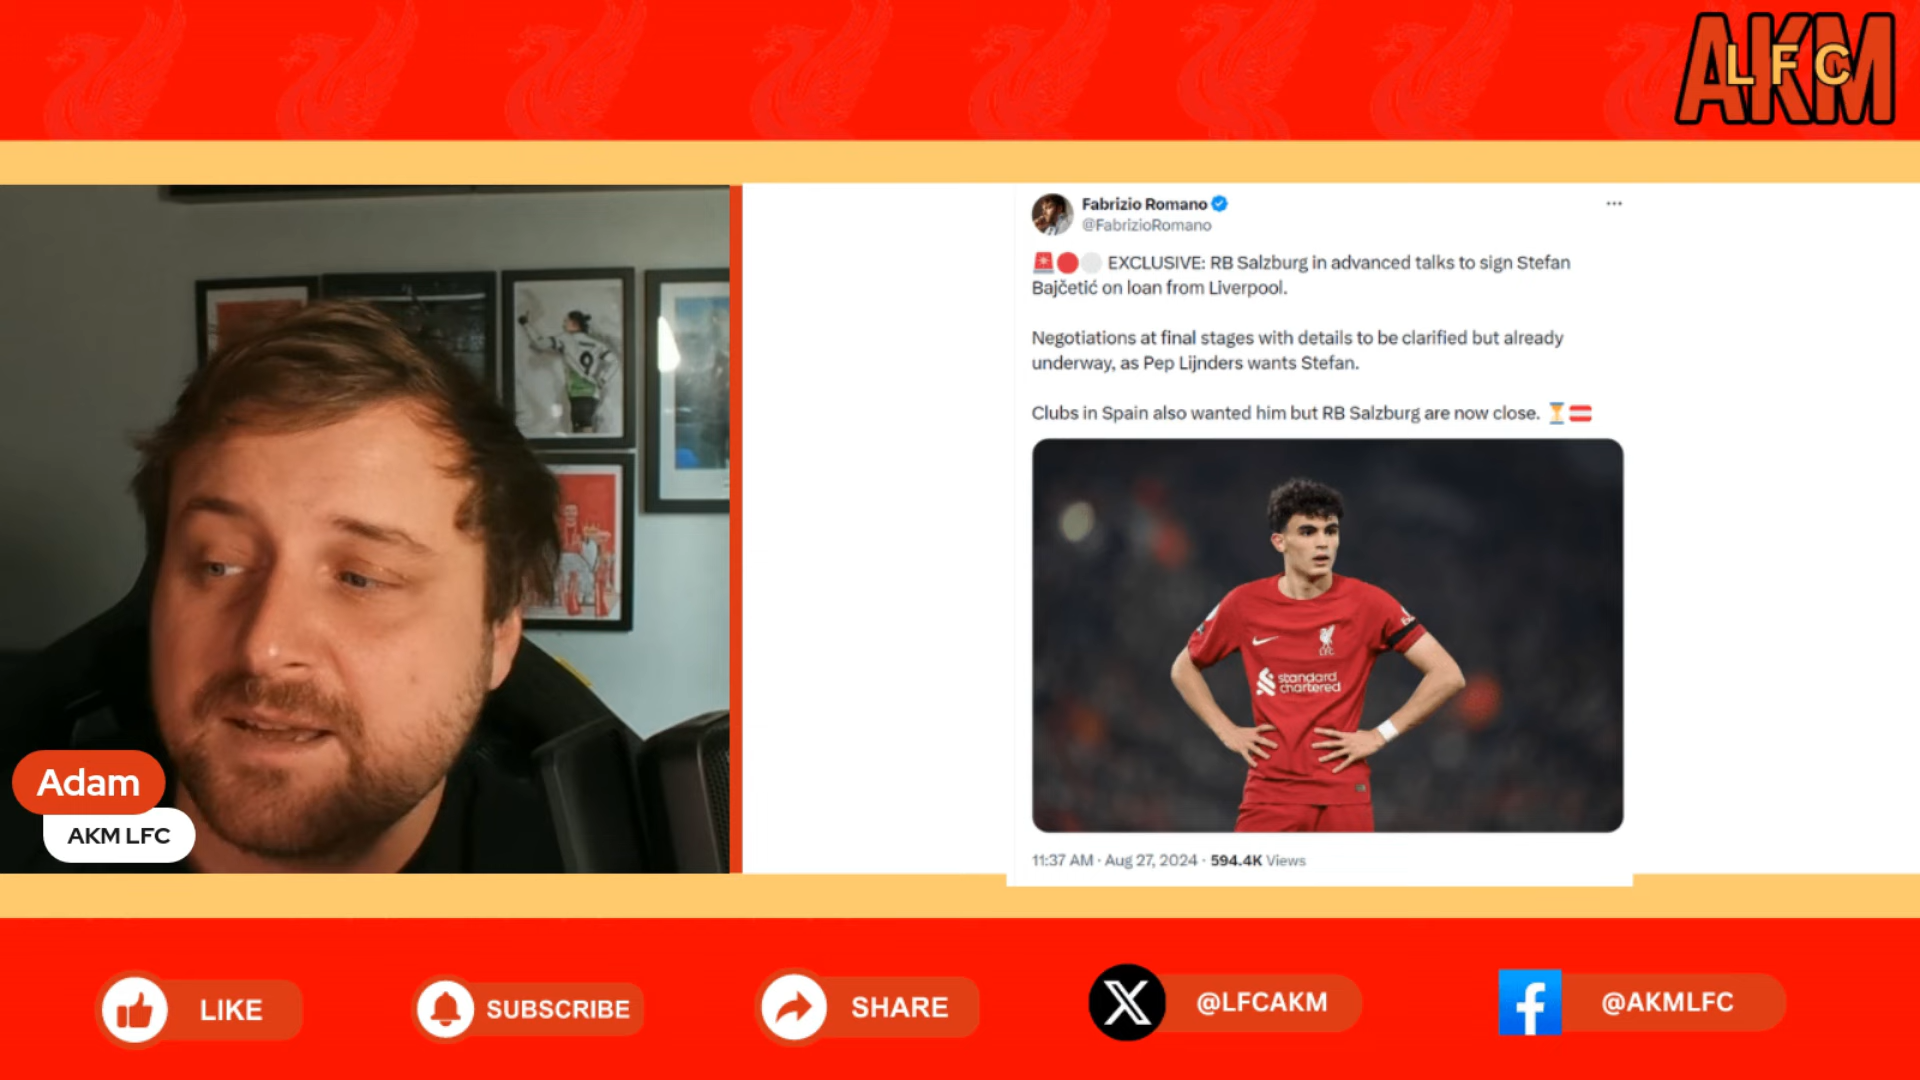 AKM
LFC
Fabrizio Romano
@FabrizioRomano
EXCLUSIVE: RB Salzburg in advanced talks to sign Stefan
Bajčetić on loan from Liverpool.
Negotiations at final stages with details to be clarified but already
underway, as Pep Lijnders wants Stefan.
Clubs in Spain also wanted him but RB Salzburg are now close.
9
L.F.C.
standard
chartered
11:37 AM · Aug 27, 2024 · 594.4K Views
Adam
AKM LFC
LIKE
SUBSCRIBE
SHARE
X
@LFCAKM
f
@AKMLFC